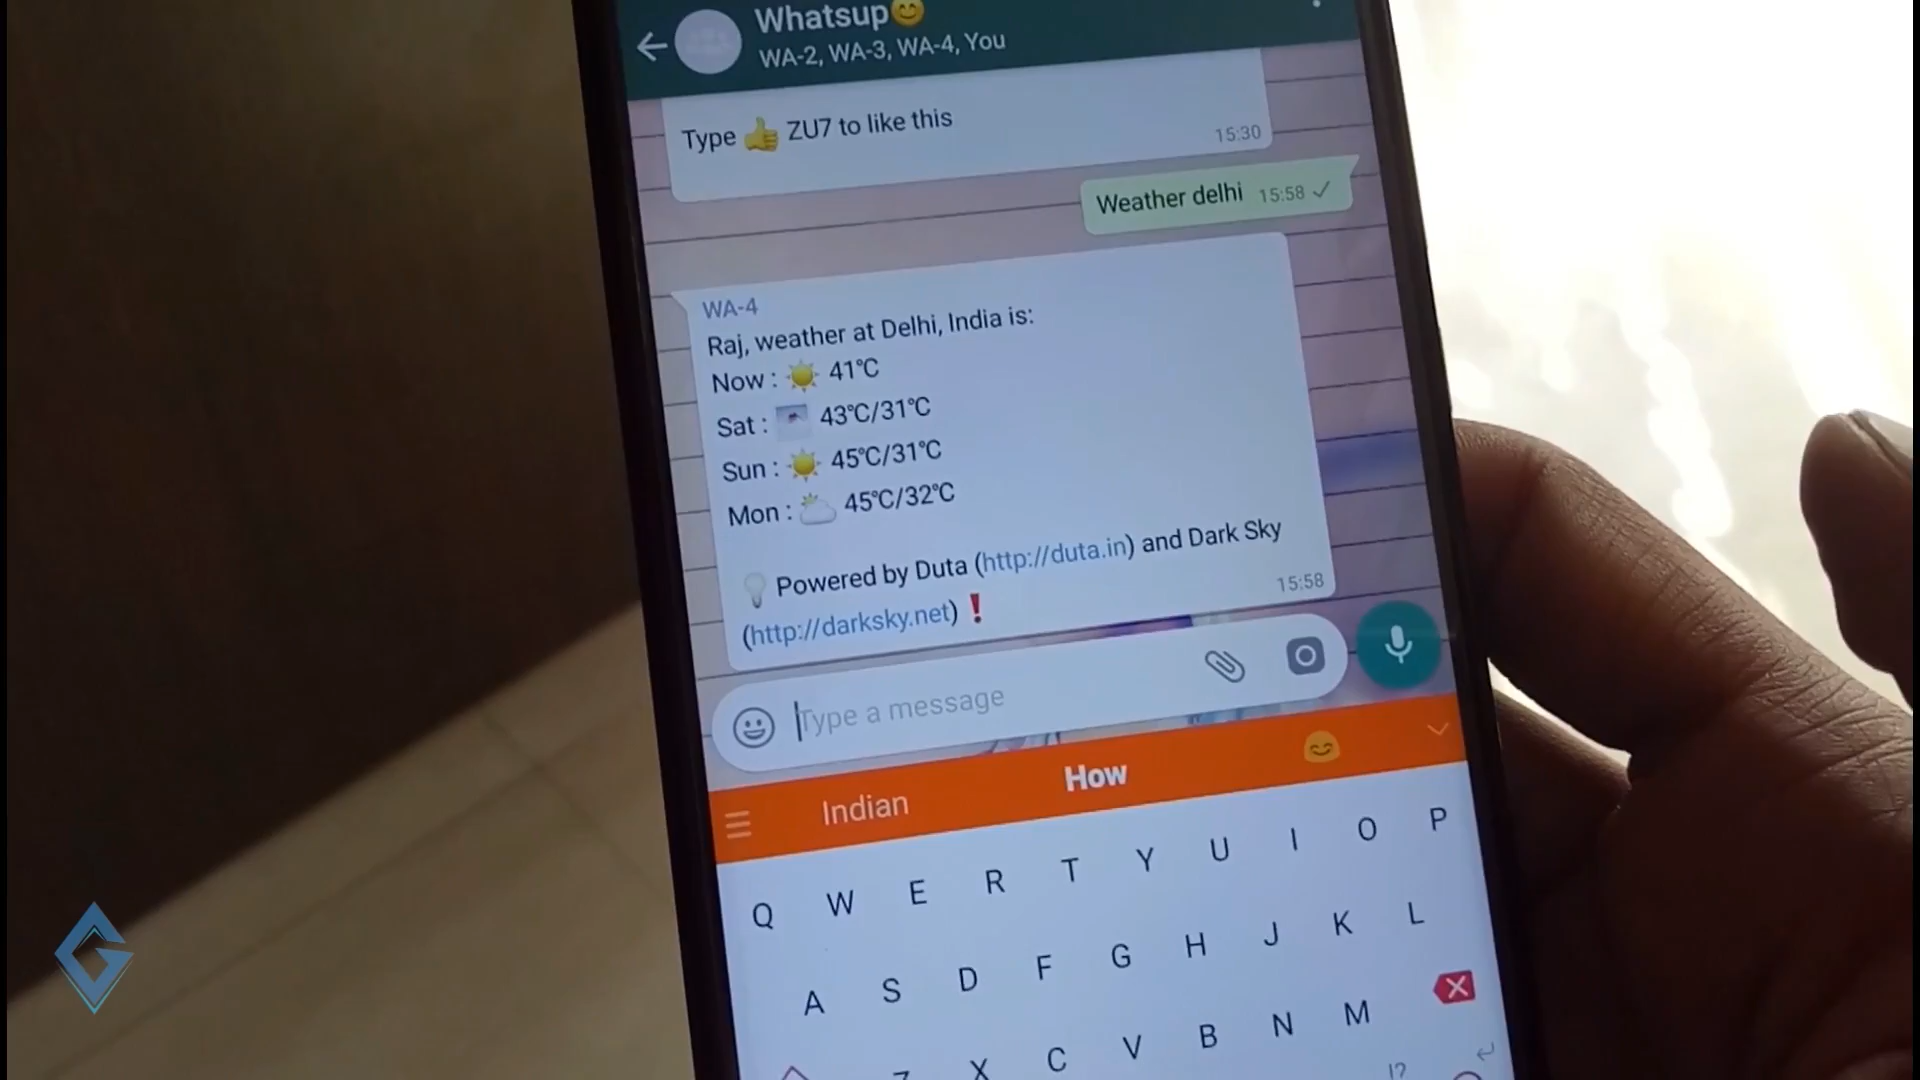 Whatsup😊
WA-2, WA-3, WA-4, You
Type 👍 ZU7 to like this
15:30
Weather delhi 15:58
WA-4
Raj, weather at Delhi, India is:
Now : ☀️ 41℃
Sat : 43℃/31℃
Sun : ☀️ 45℃/31℃
Mon : 🌤 45℃/32℃
💡 Powered by Duta (http://duta.in) and Dark Sky
(http://darksky.net) ❗
15:58
Type a message
Indian How 😊
Q W E R T Y U I O P
A S D F G H J K L
Z X C V B N M
!?